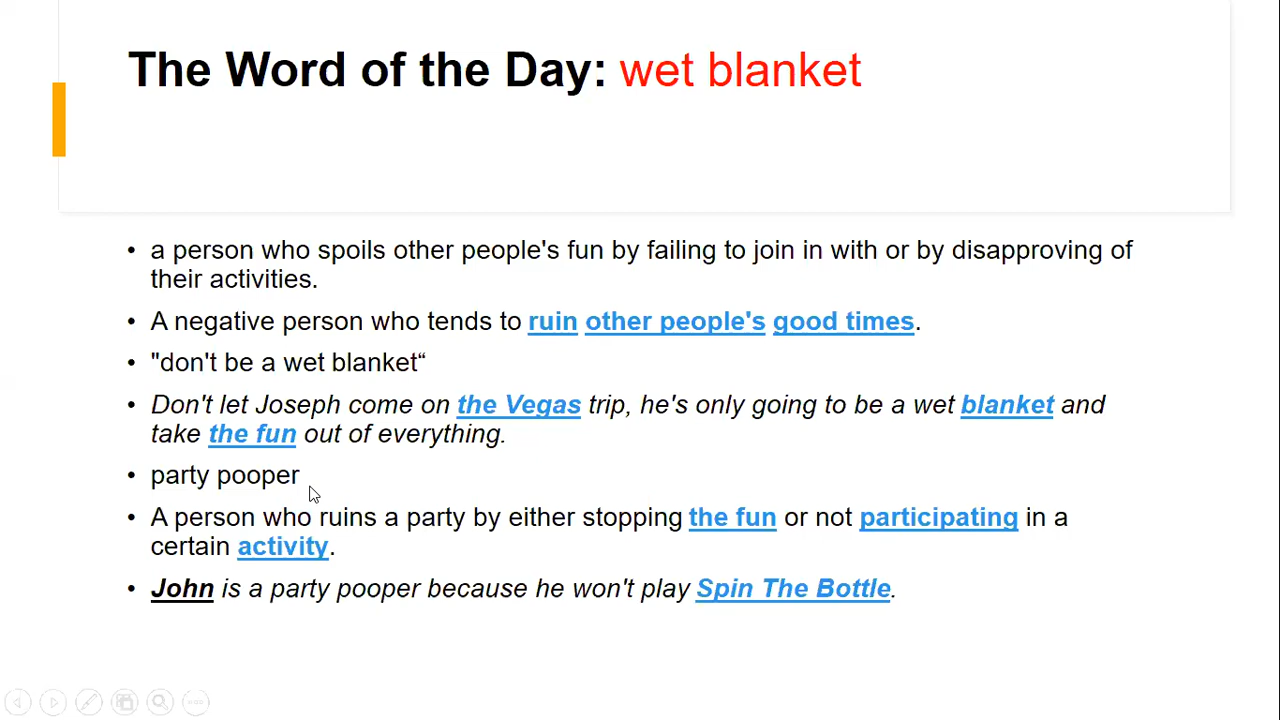 The Word of the Day: wet blanket
• a person who spoils other people's fun by failing to join in with or by disapproving of
their activities.
• A negative person who tends to ruin other people's good times.
• "don't be a wet blanket“
• Don't let Joseph come on the Vegas trip, he's only going to be a wet blanket and
take the fun out of everything.
• party pooper
• A person who ruins a party by either stopping the fun or not participating in a
certain activity.
• John is a party pooper because he won't play Spin The Bottle.